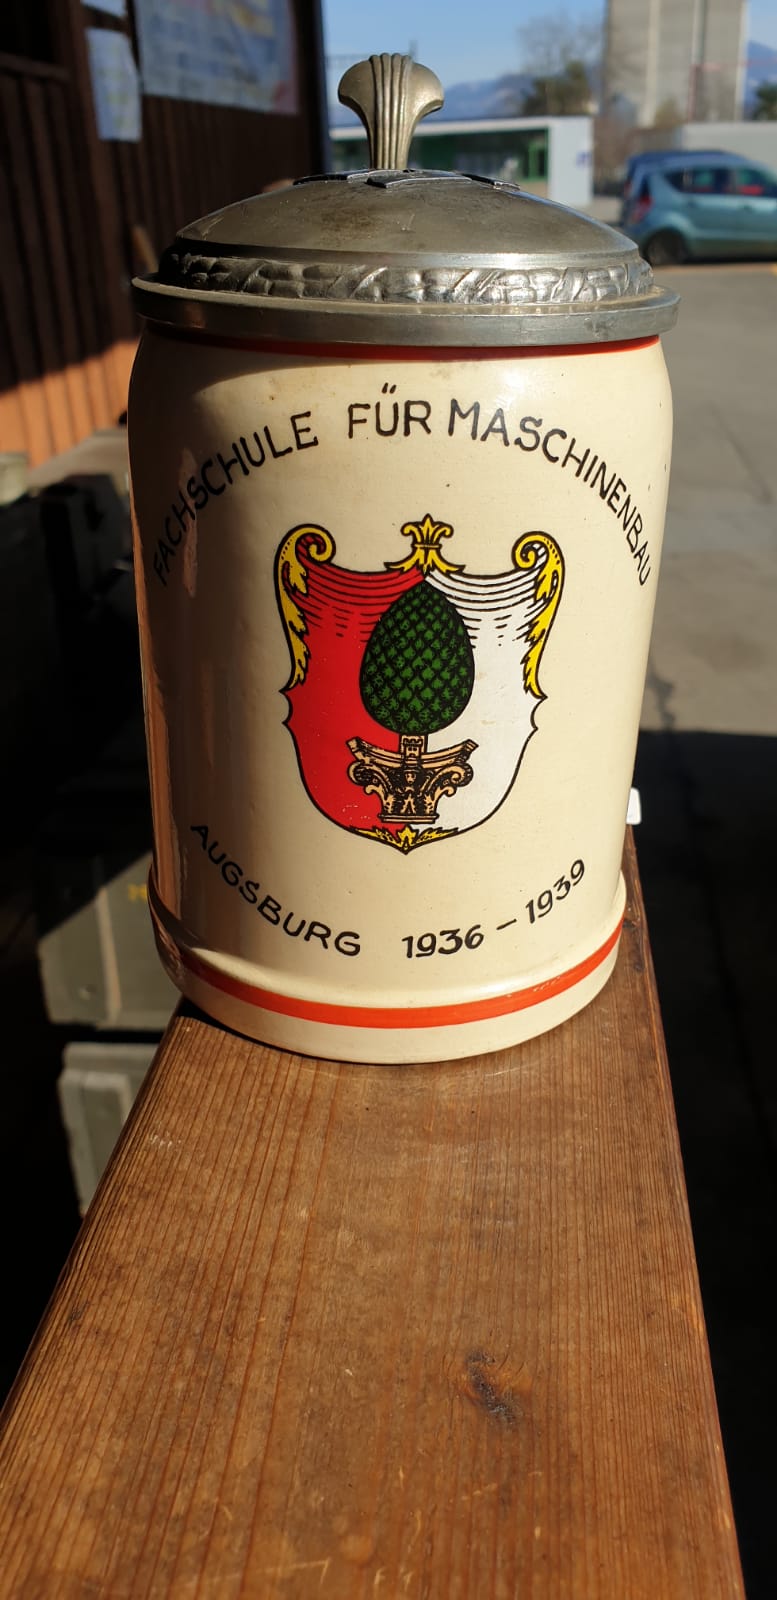 FACHSCHULE FÜR MASCHINENBAU
AUGSBURG 1936 – 1939